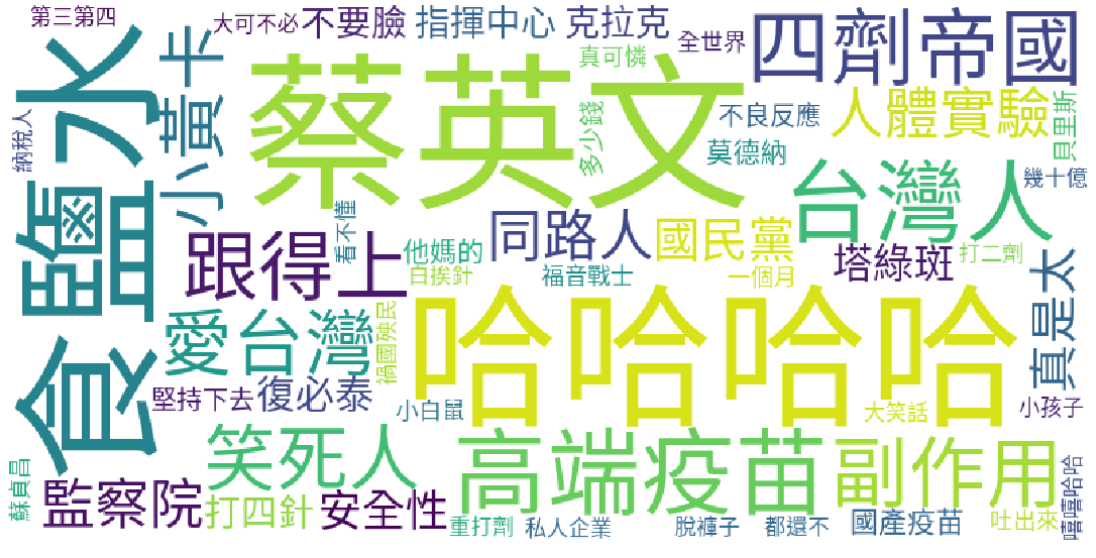 第三第四
大可不必
不要臉
指揮中心
克拉克
全世界
四劑帝國
食鹽水
小黃卡
蔡英文
真可憐
多少錢
不良反應
人體實驗
貝里斯
納稅人
莫德納
台灣人
幾十億
看不懂
跟得上
他媽的
同路人
國民黨
塔綠斑
打二劑
白挨針
福音戰士
一個月
真是太
愛台灣
禍國殃民
哈哈哈哈
堅持下去
復必泰
小白鼠
大笑話
小孩子
笑死人
高端疫苗
副作用
蘇貞昌
監察院
打四針
安全性
重打劑
私人企業
脫褲子
都還不
國產疫苗
吐出來
嘻嘻哈哈